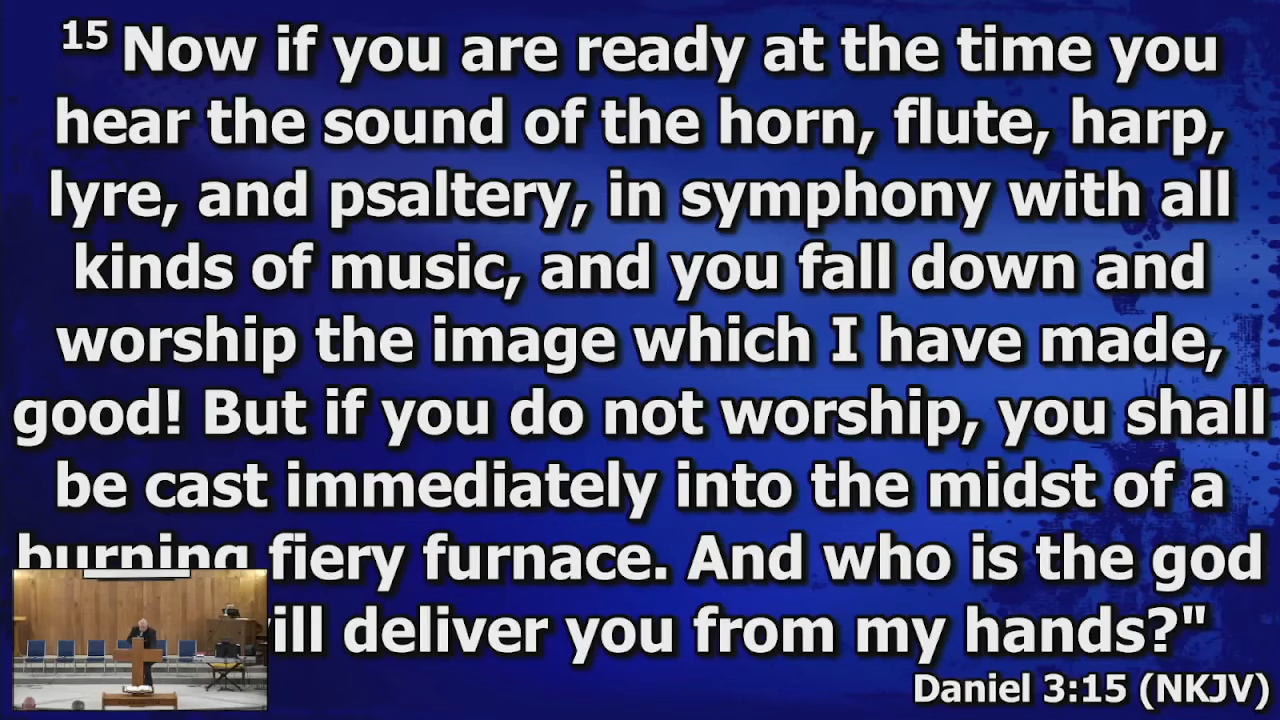 15 Now if you are ready at the time you
hear the sound of the horn, flute, harp,
lyre, and psaltery, in symphony with all
kinds of music, and you fall down and
worship the image which I have made,
good! But if you do not worship, you shall
be cast immediately into the midst of a
burning fiery furnace. And who is the god
will deliver you from my hands?"
Daniel 3:15 (NKJV)